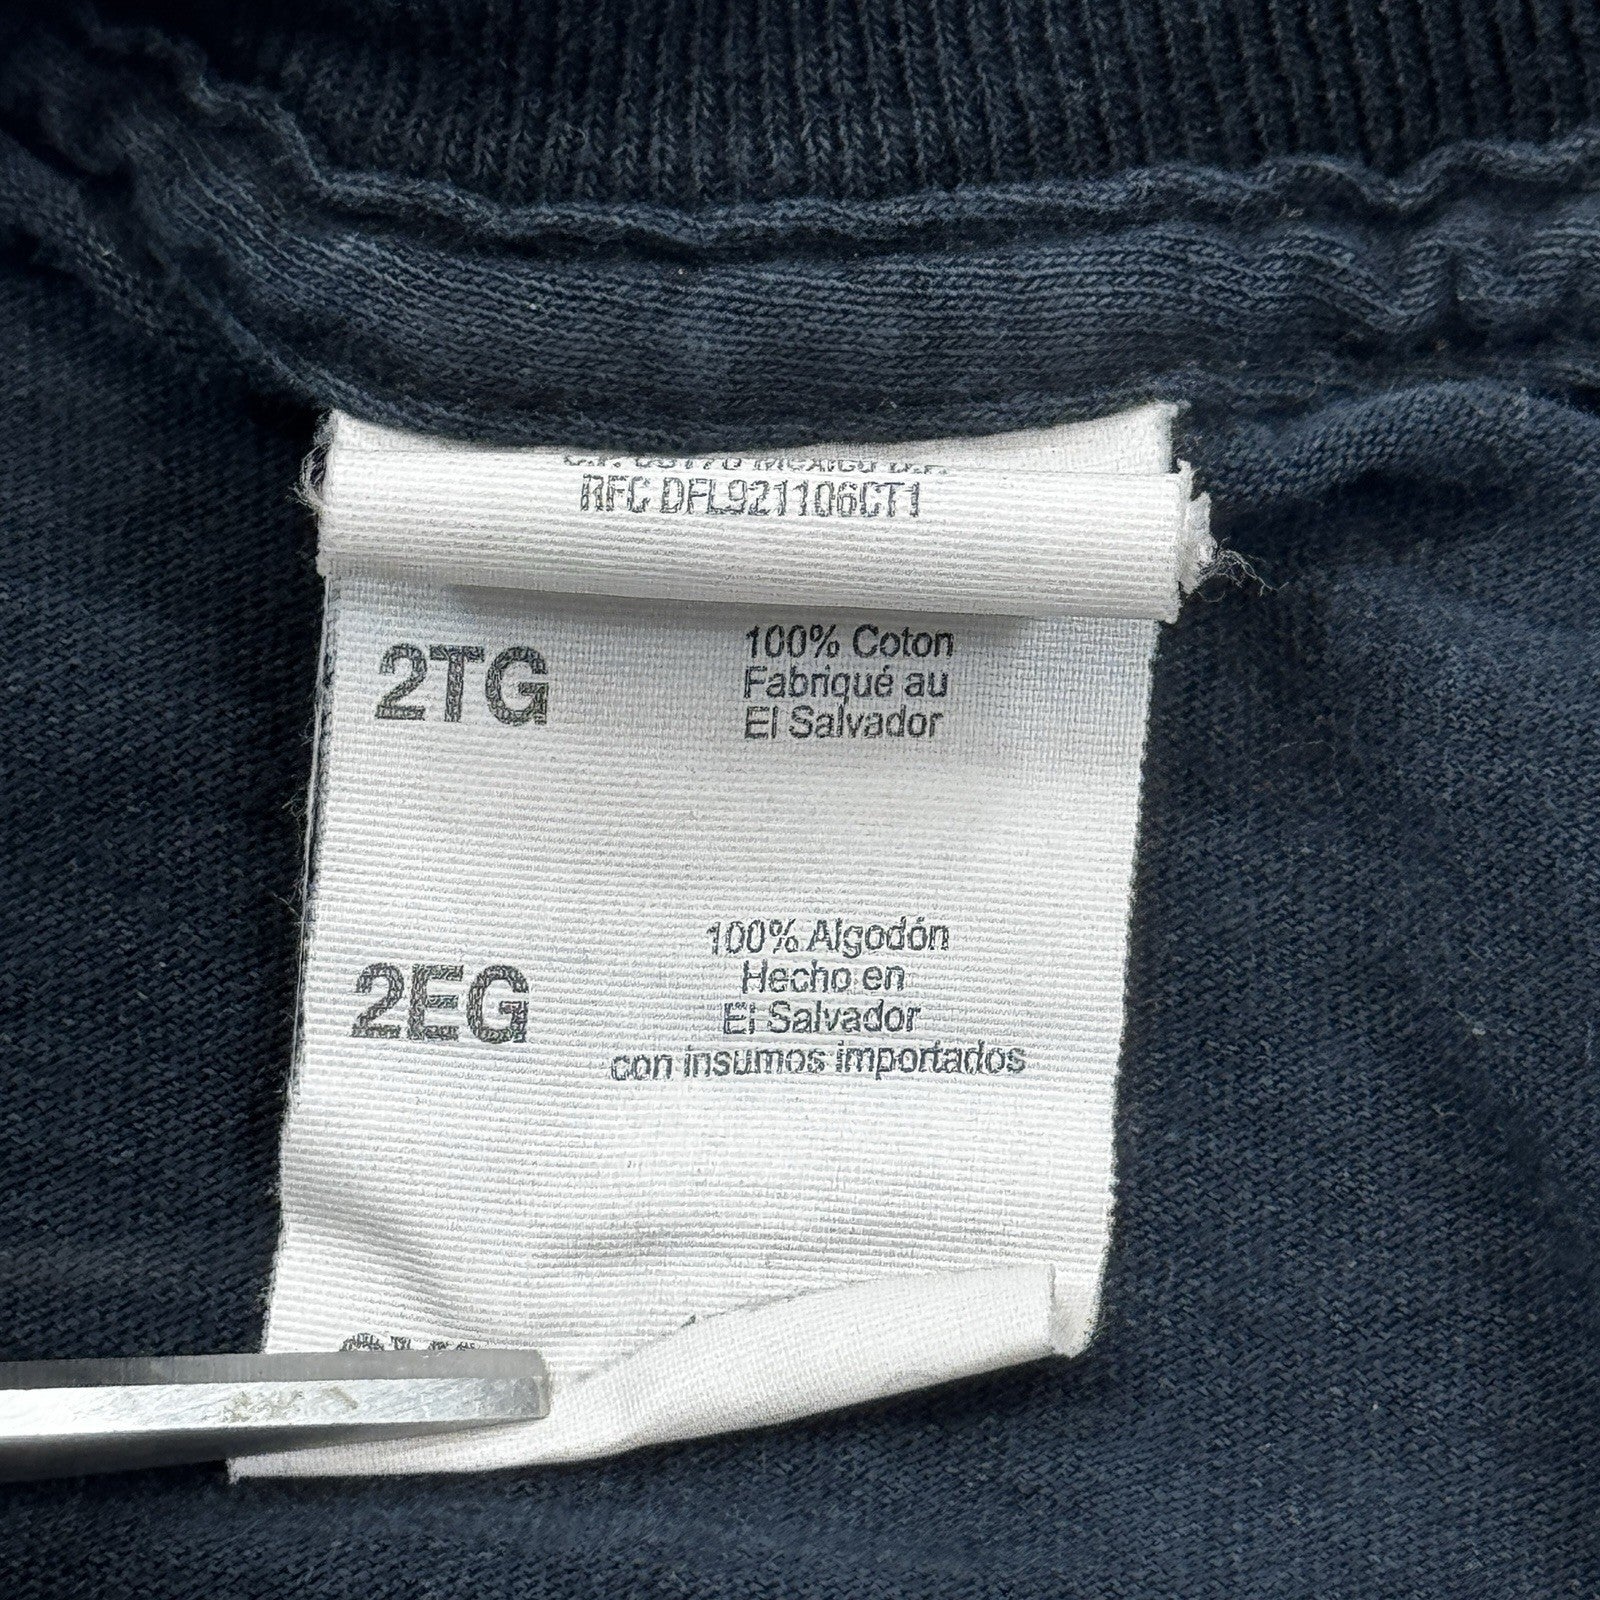 RFC DFL921106CT1
2TG
100% Coton
Fabriqué au
El Salvador
2EG
100% Algodón
Hecho en
El Salvador
con insumos importados